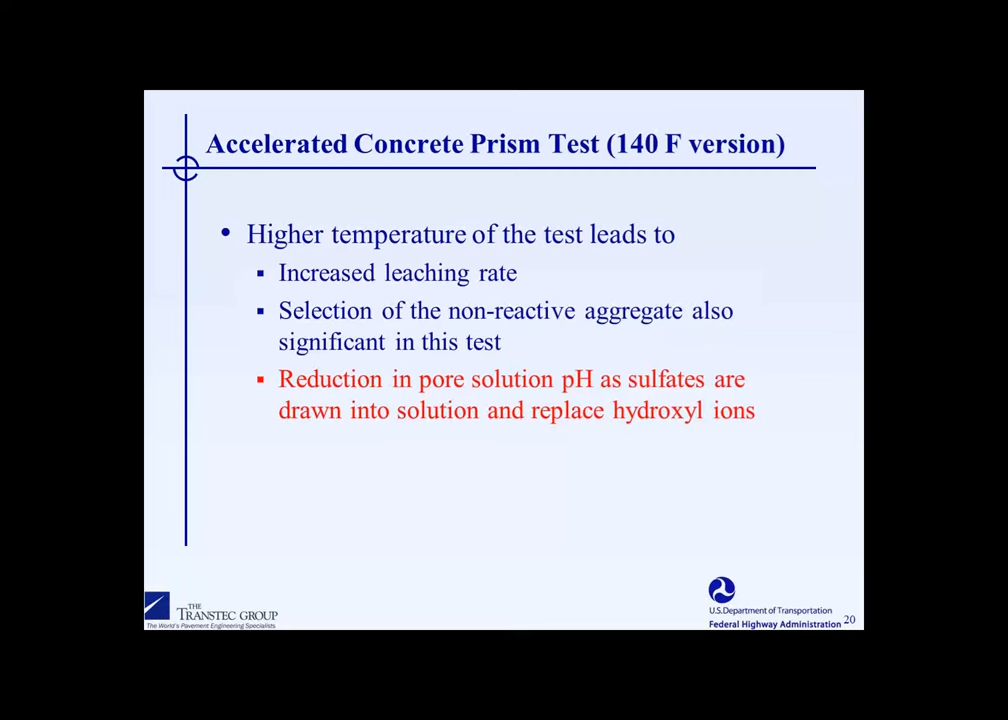 Accelerated Concrete Prism Test (140 F version)
• Higher temperature of the test leads to
▪ Increased leaching rate
▪ Selection of the non-reactive aggregate also
significant in this test
▪ Reduction in pore solution pH as sulfates are
drawn into solution and replace hydroxyl ions
THE
TRANSTEC GROUP
The World's Pavement Engineering Specialists
U.S.Department of Transportation
Federal Highway Administration
20